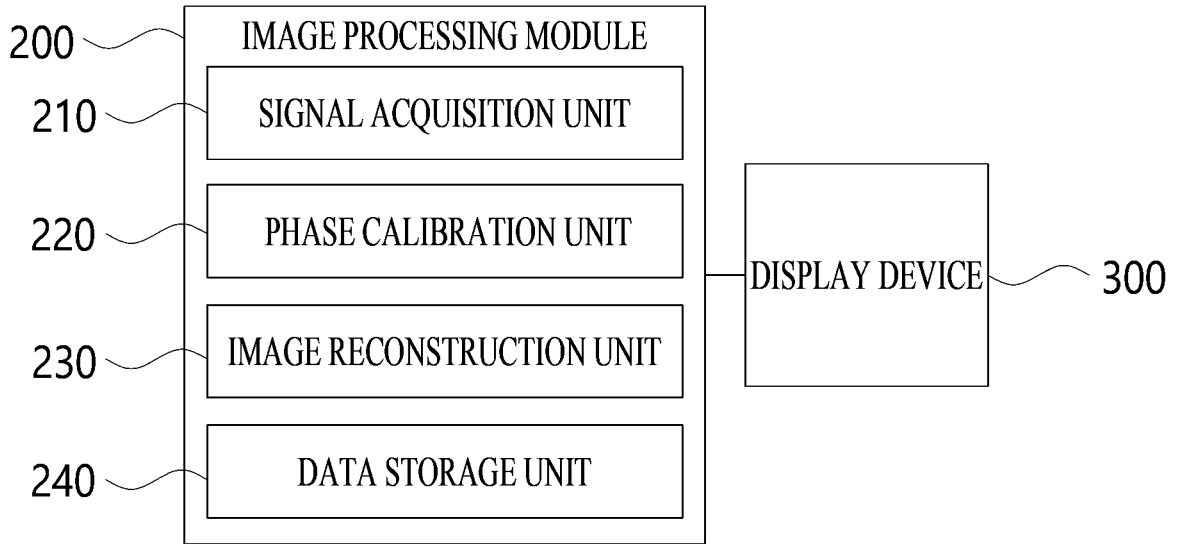 200 IMAGE PROCESSING MODULE
210 SIGNAL ACQUISITION UNIT
220 PHASE CALIBRATION UNIT
DISPLAY DEVICE 300
230 IMAGE RECONSTRUCTION UNIT
240 DATA STORAGE UNIT